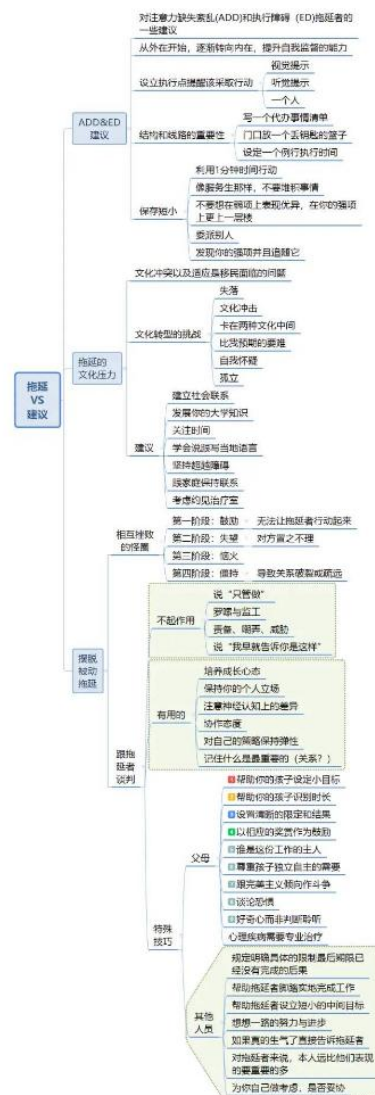 对注意力缺失紊乱(ADD)和执行障碍（ED)拖延者的
一些建议
从外在开始，逐渐转向内在，提升自我监督的能力
设立执行点提醒该采取行动
视觉提示
听觉提示
一个人
ADD&ED
建议
结构和线路的重要性
写一个代办事情清单
门口放一个丢钥匙的篮子
设定一个例行执行时间
保存短小
利用1分钟时间行动
像服务生那样，不要堆积事情
不要想在弱项上表现优异，在你的强项
上更上一层楼
委派别人
发现你的强项并且追随它
拖延
VS
建议
拖延的
文化压力
文化冲突以及适应是移民面临的问题
文化转型的挑战
失落
文化冲击
卡在两种文化中间
比我预期的要难
自我怀疑
孤立
建议
建立社会联系
发展你的大学知识
关注时间
学会说跟写当地语言
坚持超越障碍
跟家庭保持联系
考虑约见治疗室
摆脱
被动
拖延
相互挫败
的怪圈
第一阶段：鼓励
无法让拖延者行动起来
第二阶段：失望
对方置之不理
第三阶段：恼火
第四阶段：僵持
导致关系破裂或疏远
跟拖
延者
谈判
不起作用
说“只管做”
罗嗦与监工
责备、嘲弄、威胁
说“我早就告诉你是这样”
有用的
培养成长心态
保持你的个人立场
注意神经认知上的差异
协作态度
对自己的策略保持弹性
记住什么是最重要的（关系？）
特殊
技巧
父母
1帮助你的孩子设定小目标
2帮助你的孩子识别时长
3设置清晰的限定和结果
4以相应的奖赏作为鼓励
谁是这份工作的主人
尊重孩子独立自主的需要
跟完美主义倾向作斗争
谈论恐惧
好奇心而非判断聆听
心理疾病需要专业治疗
其他
人员
规定明确具体的限制最后期限已
经没有完成的后果
帮助拖延者脚踏实地完成工作
帮助拖延者设立短小的中间目标
想想一路的努力与进步
如果真的生气了直接告诉拖延者
对拖延者来说，本人远比他们表现
的要重要的多
为你自己做考虑，是否妥协